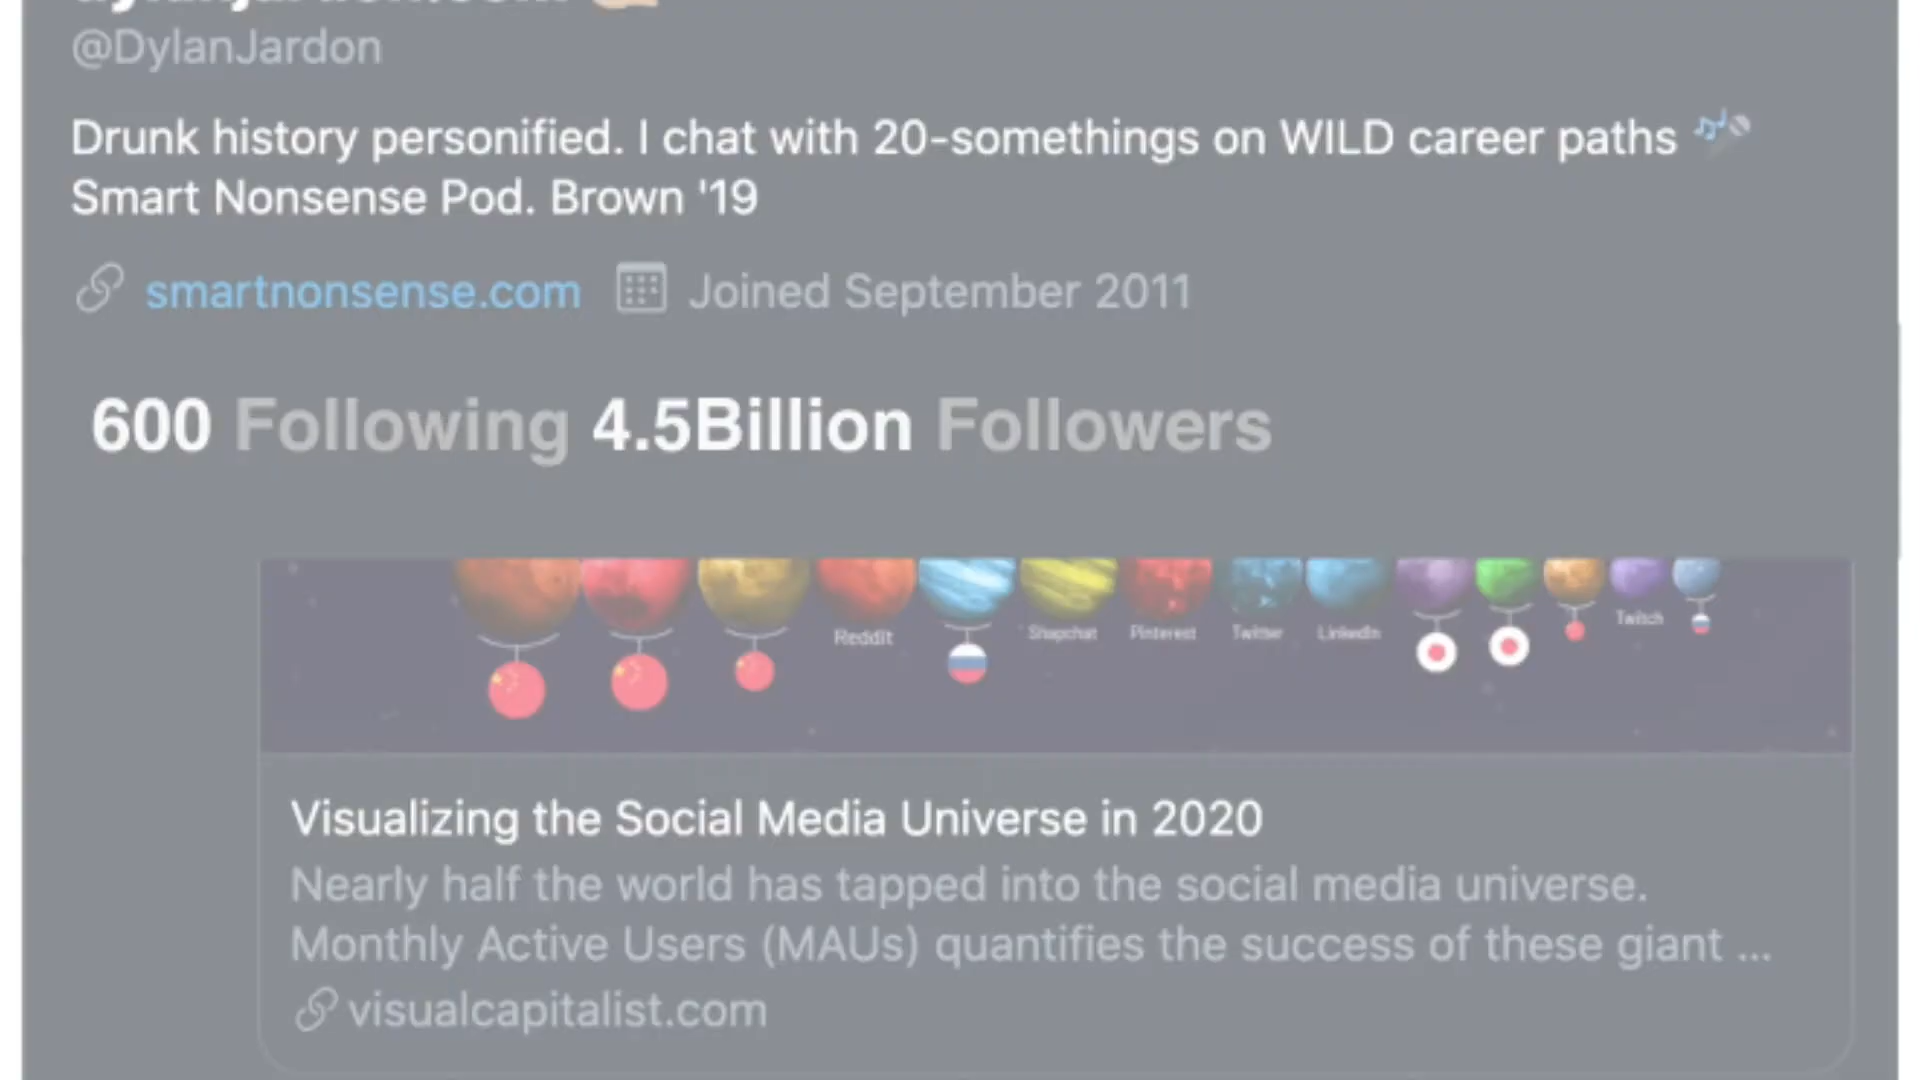 @DylanJardon
Drunk history personified. I chat with 20-somethings on WILD career paths
Smart Nonsense Pod. Brown '19
smartnonsense.com Joined September 2011
600 Following 4.5Billion Followers
Reddit Snapchat Pinterest Twitter LinkedIn Twitch
Visualizing the Social Media Universe in 2020
Nearly half the world has tapped into the social media universe.
Monthly Active Users (MAUs) quantifies the success of these giant ...
visualcapitalist.com